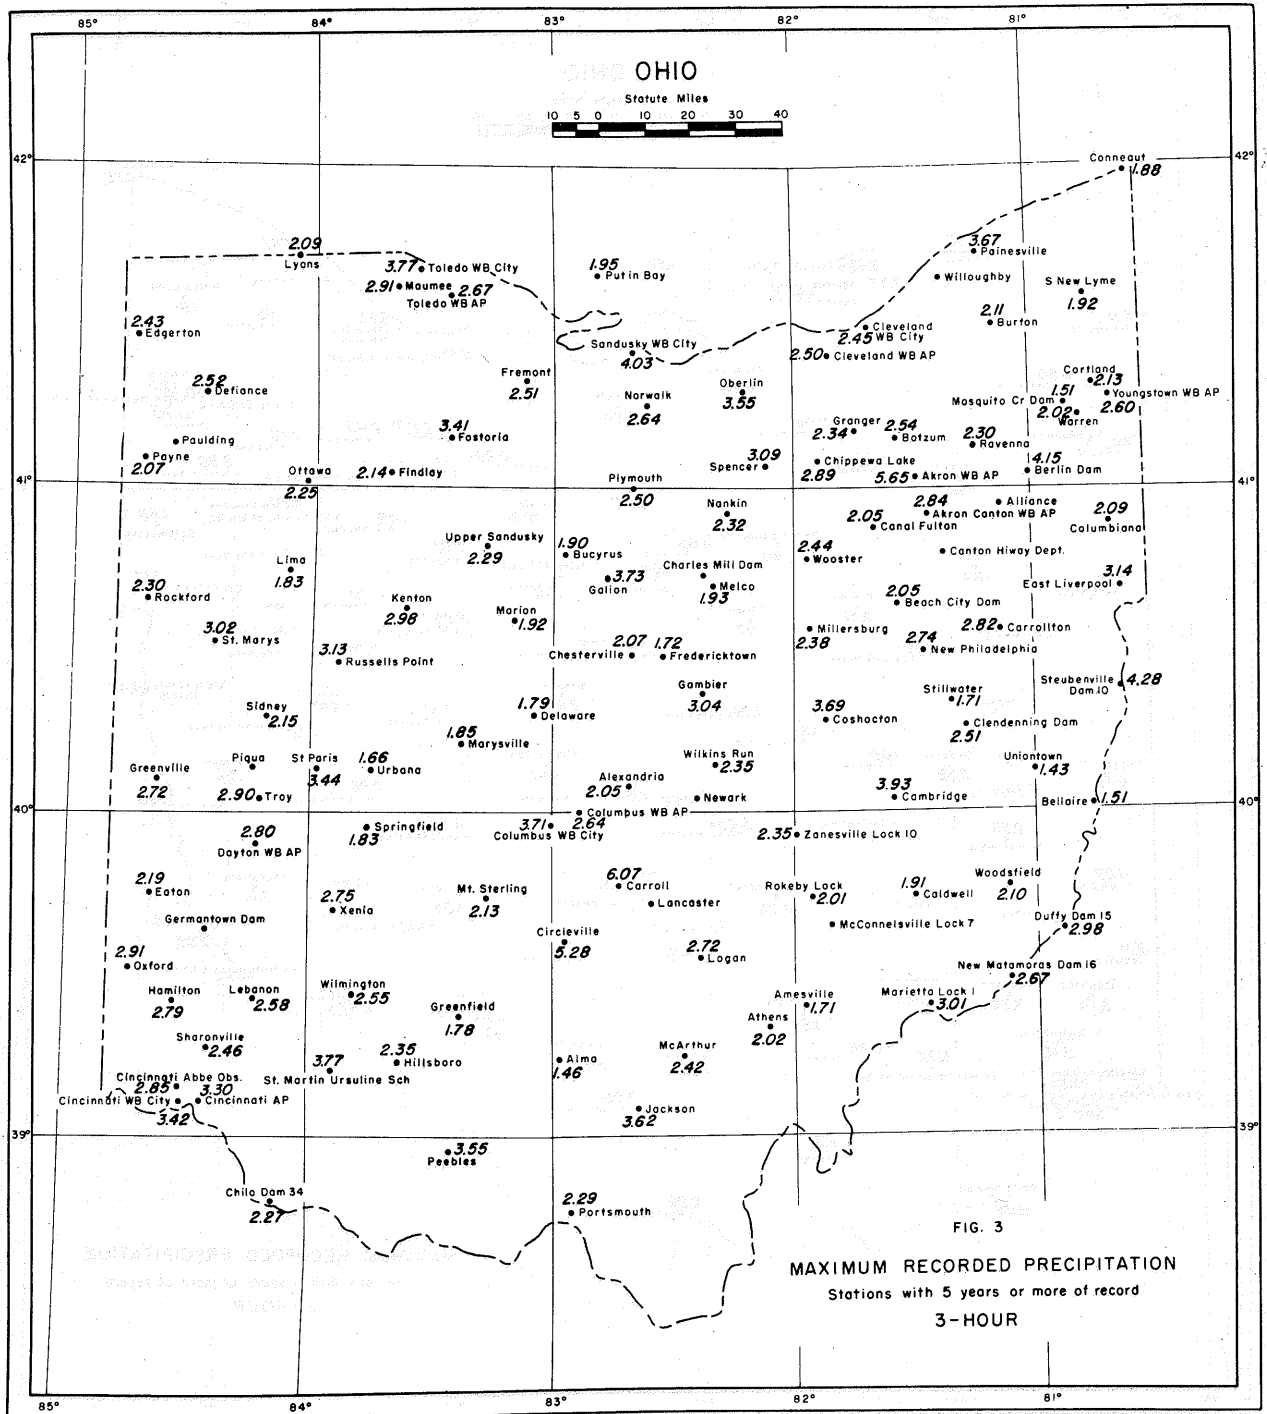 85° 84° 83° 82° 81°
OHIO
Statute Miles
10 5 0 10 20 30 40
42° 42°
Conneaut
1.88
2.09
Lyons
3.77 Toledo WB City
2.91 Maumee
2.67
Toledo WB AP
1.95
Put in Bay
3.67
Painesville
Willoughby
S New Lyme
1.92
2.43
Edgerton
2.11
Burton
Cleveland
2.45 WB City
2.50 Cleveland WB AP
Sandusky WB City
4.03
2.52
Defiance
Fremont
2.51
Norwalk
2.64
Oberlin
3.55
Cortland
2.13
1.51
Mosquito Cr Dam
Youngstown WB AP
2.60
2.02
Warren
Paulding
Payne
2.07
3.41
Fostoria
Granger
2.34
2.54
Botzum
2.30
Ravenna
3.09
Spencer
Chippewa Lake
2.89
4.15
Berlin Dam
5.65 Akron WB AP
Ottawa
2.25
2.14 Findlay
Plymouth
2.50
41° 41°
Nankin
2.32
2.84
Akron Canton WB AP
Alliance
2.05
Canal Fulton
2.09
Columbiana
Upper Sandusky
2.29
1.90
Bucyrus
2.44
Wooster
Canton Hiway Dept.
Lima
1.83
3.73
Galion
Charles Mill Dam
Melco
1.93
3.14
East Liverpool
2.30
Rockford
Kenton
2.98
Marion
1.92
2.05
Beach City Dam
3.02
St. Marys
Millersburg
2.38
2.82 Carrollton
2.74
New Philadelphia
3.13
Russells Point
2.07
Chesterville
1.72
Fredericktown
Gambier
3.04
Stillwater
1.71
Steubenville
Dam 10
4.28
Sidney
2.15
1.79
Delaware
3.69
Coshocton
Clendenning Dam
2.51
1.85
Marysville
Greenville
2.72
Piqua
St Paris
3.44
1.66
Urbana
Wilkins Run
2.35
Uniontown
1.43
2.90 Troy
Alexandria
2.05
Newark
3.93
Cambridge
Bellaire 1.51
40° 40°
Columbus WB AP
2.64
3.71
Columbus WB City
2.80
Dayton WB AP
Springfield
1.83
2.35 Zanesville Lock 10
2.19
Eaton
2.75
Xenia
Mt. Sterling
2.13
6.07
Carroll
Lancaster
Rokeby Lock
2.01
1.91
Caldwell
Woodsfield
2.10
Germantown Dam
McConnelsville Lock 7
Duffy Dam 15
2.98
Circleville
5.28
2.91
Oxford
2.72
Logan
New Matamoras Dam 16
2.67
Hamilton
2.79
Lebanon
2.58
Wilmington
2.55
Greenfield
1.78
Amesville
1.71
Marietta Lock 1
3.01
Athens
2.02
Sharonville
2.46
3.77
St. Martin Ursuline Sch
2.35
Hillsboro
Alma
1.46
McArthur
2.42
Cincinnati Abbe Obs.
2.85
Cincinnati WB City
3.42
3.30
Cincinnati AP
Jackson
3.62
39° 39°
3.55
Peebles
Chilo Dam 34
2.27
2.29
Portsmouth
FIG. 3
MAXIMUM RECORDED PRECIPITATION
Stations with 5 years or more of record
3-HOUR
85° 84° 83° 82° 81°